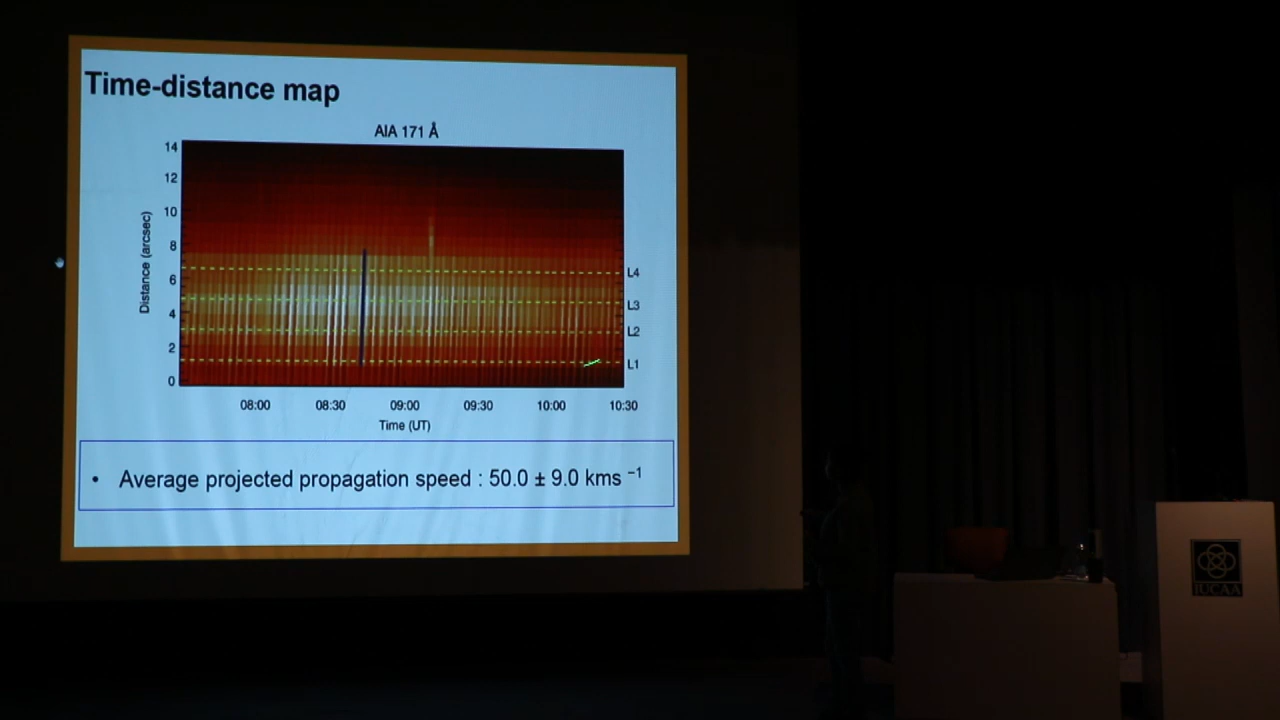 Time-distance map
AIA 171 Å
14
12
10
8
6
4
2
0
Distance (arcsec)
L4
L3
L2
L1
08:00 08:30 09:00 09:30 10:00 10:30
Time (UT)
• Average projected propagation speed : 50.0 ± 9.0 kms −1
IUCAA